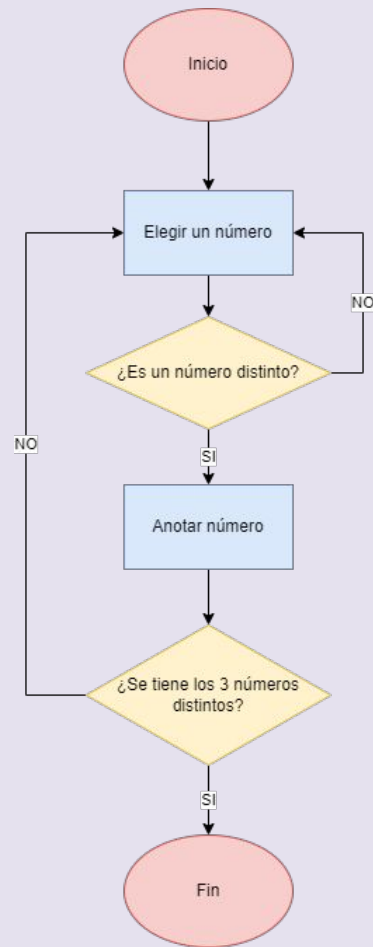 Inicio
Elegir un número
NO
¿Es un número distinto?
NO
SI
Anotar número
¿Se tiene los 3 números
distintos?
SI
Fin